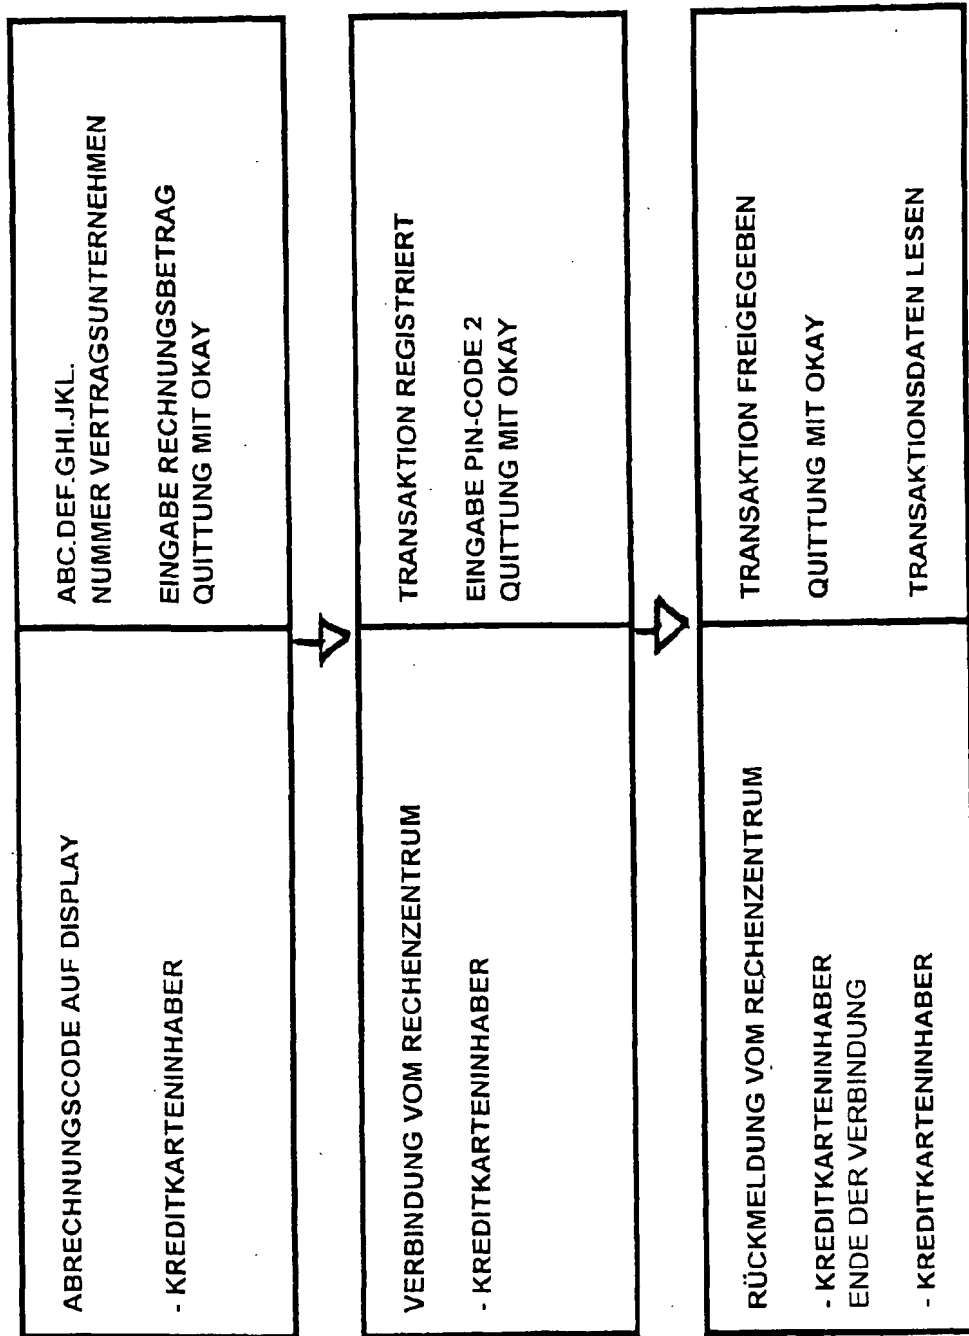 ABRECHNUNGSCODE AUF DISPLAY
- KREDITKARTENINHABER
ABC.DEF.GHI.JKL.
NUMMER VERTRAGSUNTERNEHMEN
EINGABE RECHNUNGSBETRAG
QUITTUNG MIT OKAY
VERBINDUNG VOM RECHENZENTRUM
- KREDITKARTENINHABER
TRANSAKTION REGISTRIERT
EINGABE PIN-CODE 2
QUITTUNG MIT OKAY
RÜCKMELDUNG VOM RECHENZENTRUM
- KREDITKARTENINHABER
ENDE DER VERBINDUNG
- KREDITKARTENINHABER
TRANSAKTION FREIGEGEBEN
QUITTUNG MIT OKAY
TRANSAKTIONSDATEN LESEN